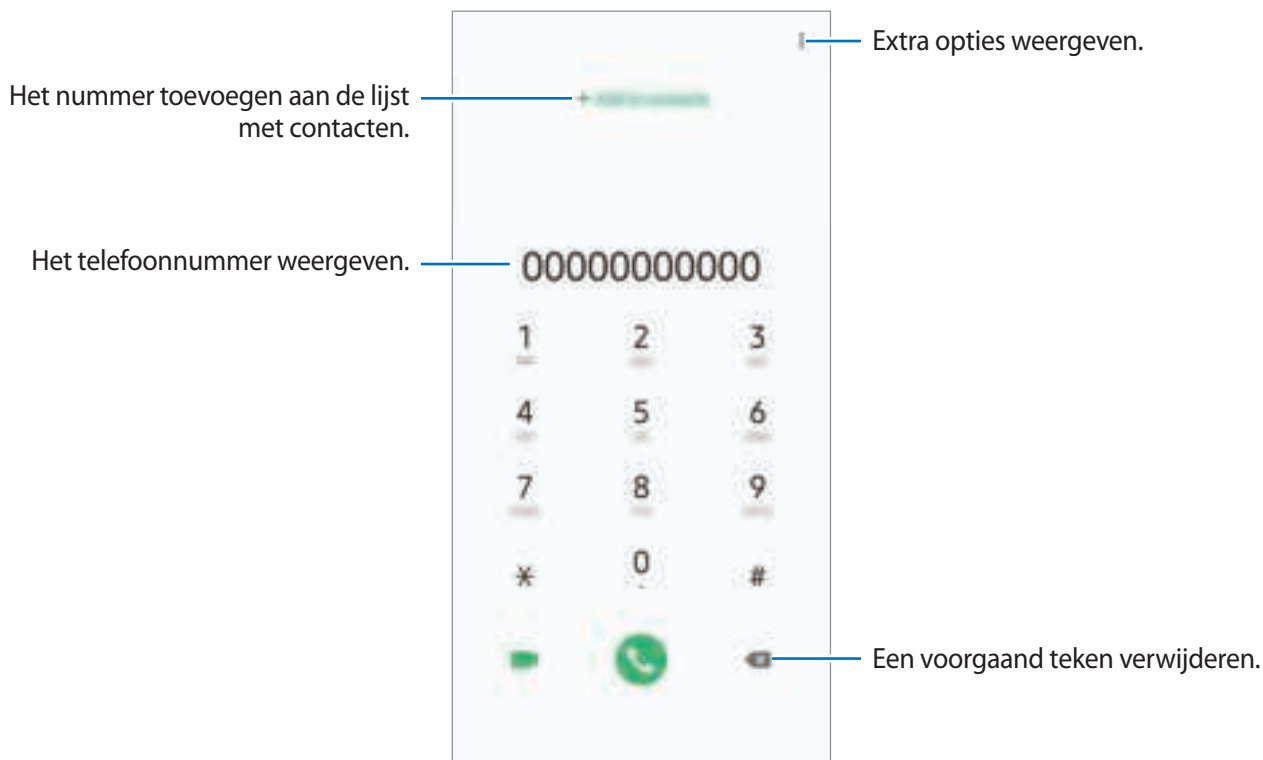 Extra opties weergeven.
Het nummer toevoegen aan de lijst
met contacten.
Het telefoonnummer weergeven.
00000000000
1 2 3
4 5 6
7 8 9
* 0 #
Een voorgaand teken verwijderen.